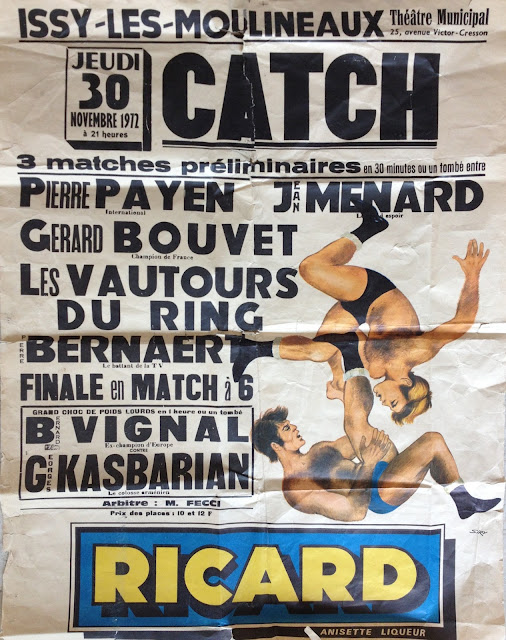 ISSY-LES-MOULINEAUX Théâtre Municipal
25, avenue Victor-Cresson
JEUDI
30
NOVEMBRE 1972
à 21 heures
CATCH
3 matches préliminaires en 30 minutes ou un tombé entre
PIERRE PAYEN
International
JEAN MENARD
espoir
GERARD BOUVET
Champion de France
LES VAUTOURS
DU RING
PIERRE BERNAERT
Le battant de la TV
FINALE en MATCH à 6
GRAND CHOC DE POIDS LOURDS en 1 heure ou un tombé
BERNARD VIGNAL
Ex-champion d'Europe
CONTRE
GEORGES KASBARIAN
Le colosse arménien
Arbitre : M. FECCI
Prix des places : 10 et 12 F
RICARD
ANISETTE LIQUEUR